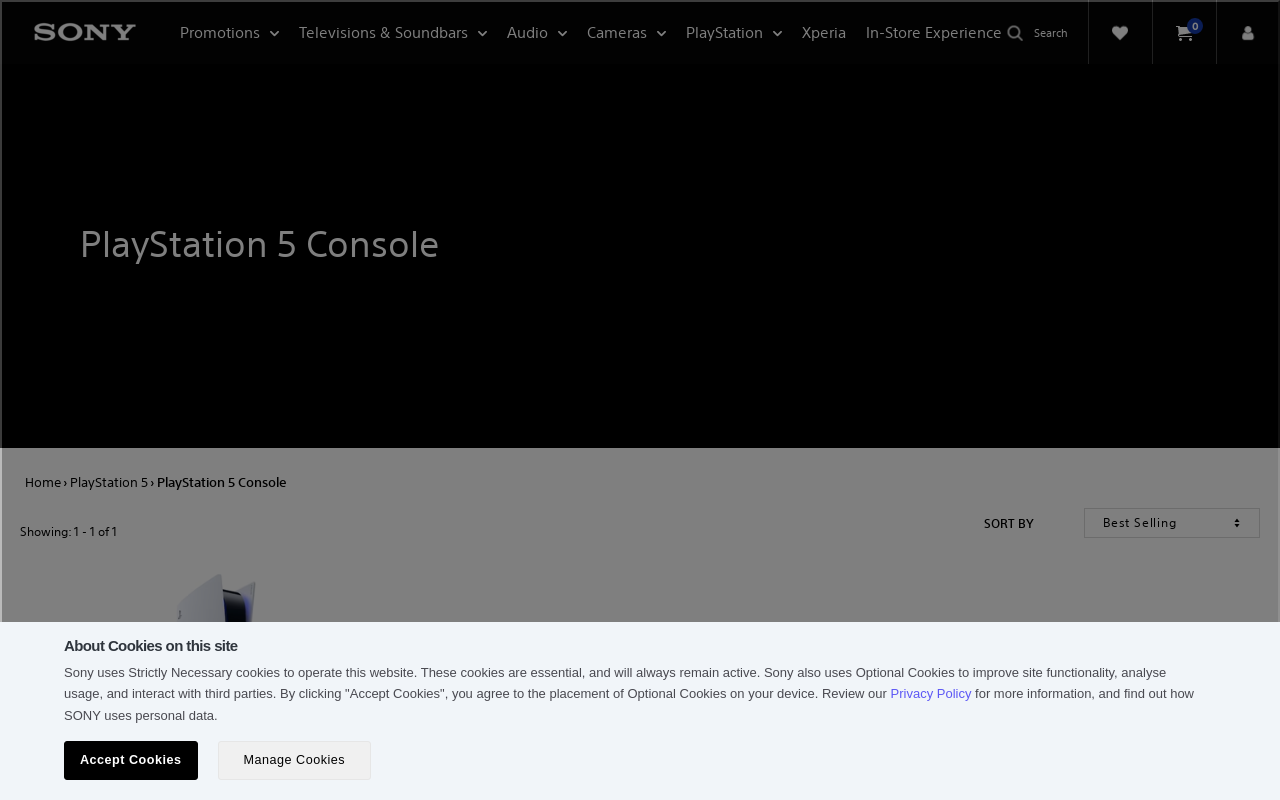 SONY
Promotions
Televisions & Soundbars
Audio
Cameras
PlayStation
Xperia
In-Store Experience
Search
0
PlayStation 5 Console
Home › PlayStation 5 › PlayStation 5 Console
Showing: 1 - 1 of 1
SORT BY
Best Selling
About Cookies on this site
Sony uses Strictly Necessary cookies to operate this website. These cookies are essential, and will always remain active. Sony also uses Optional Cookies to improve site functionality, analyse
usage, and interact with third parties. By clicking "Accept Cookies", you agree to the placement of Optional Cookies on your device. Review our Privacy Policy for more information, and find out how
SONY uses personal data.
Accept Cookies
Manage Cookies